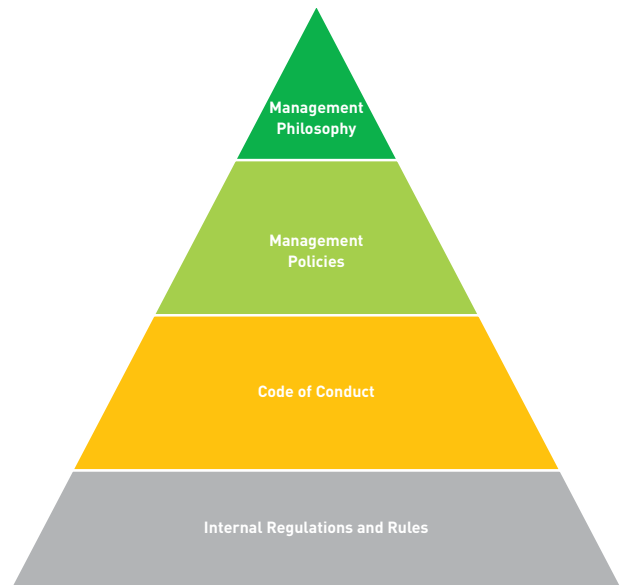 Management
Philosophy
Management
Policies
Code of Conduct
Internal Regulations and Rules